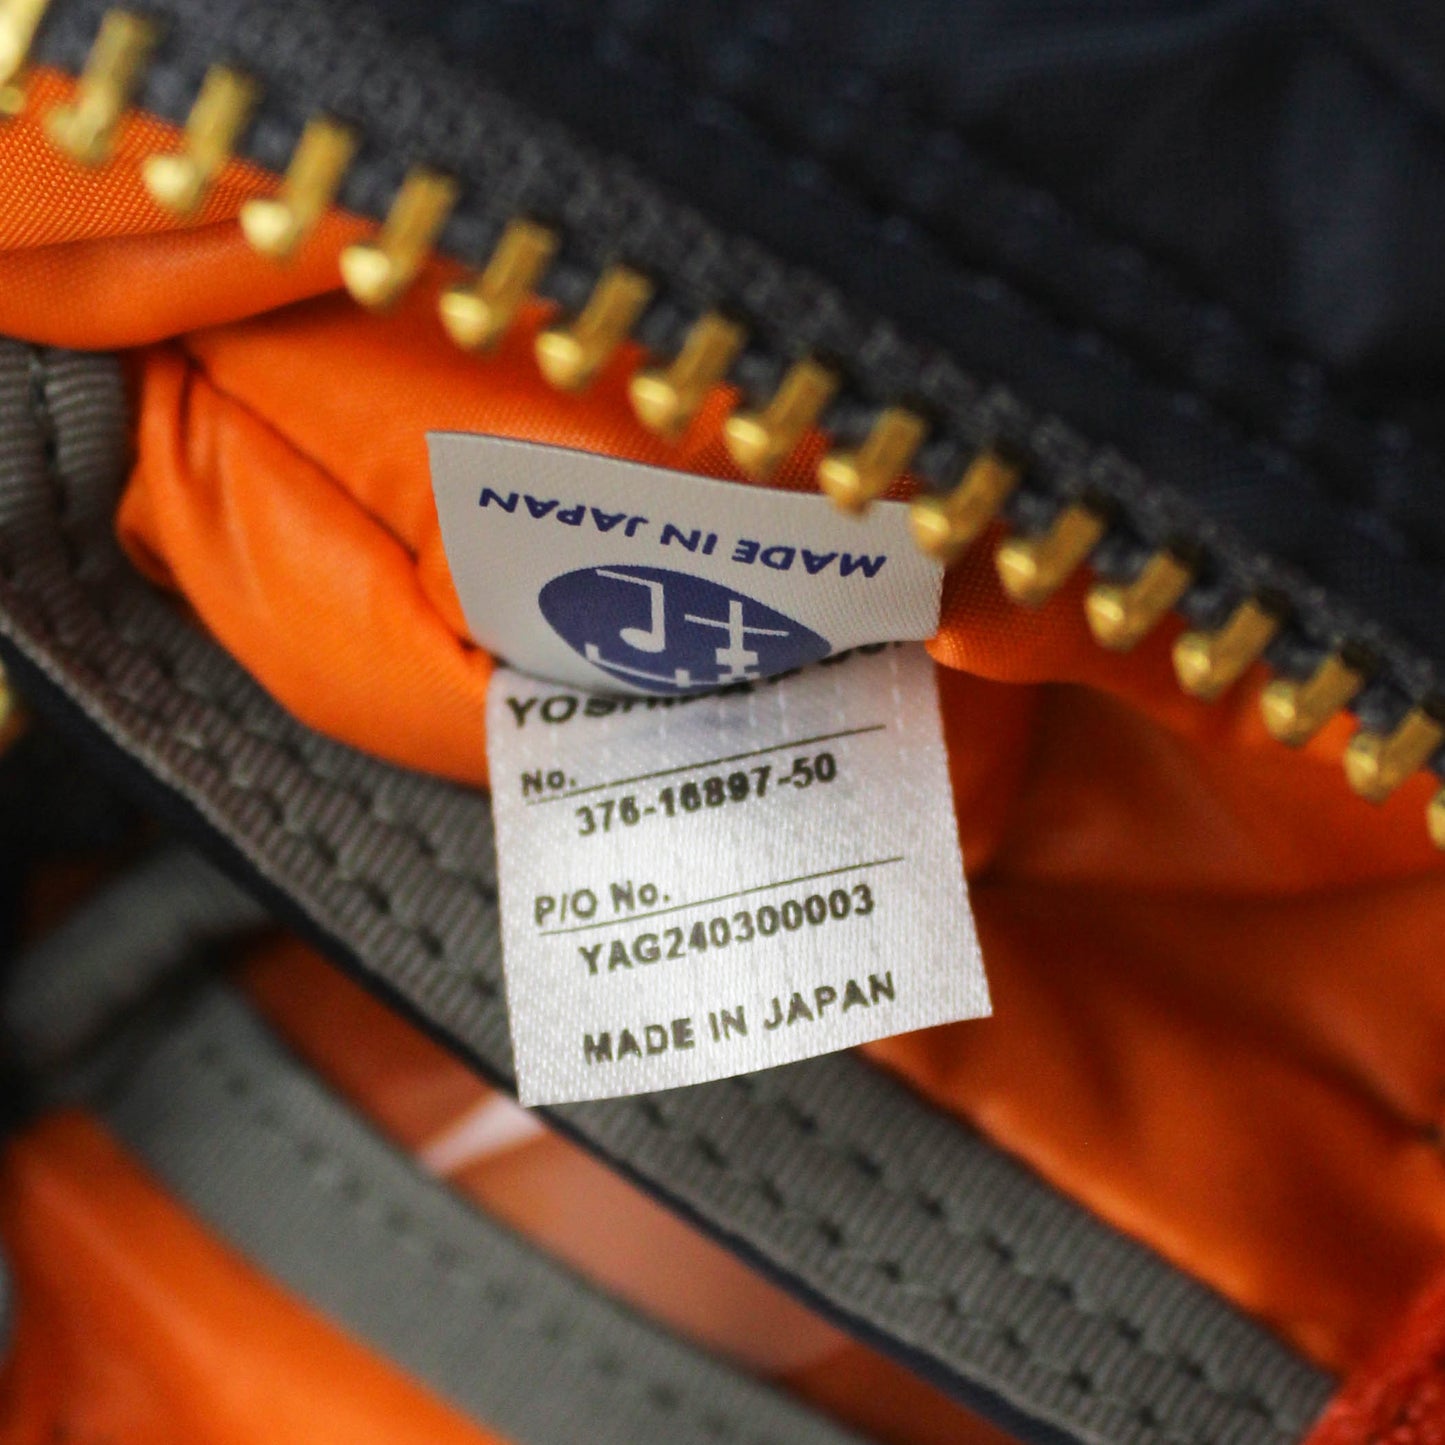 MADE IN JAPAN
No.
376-16897-50
P/O No.
YAG240300003
MADE IN JAPAN